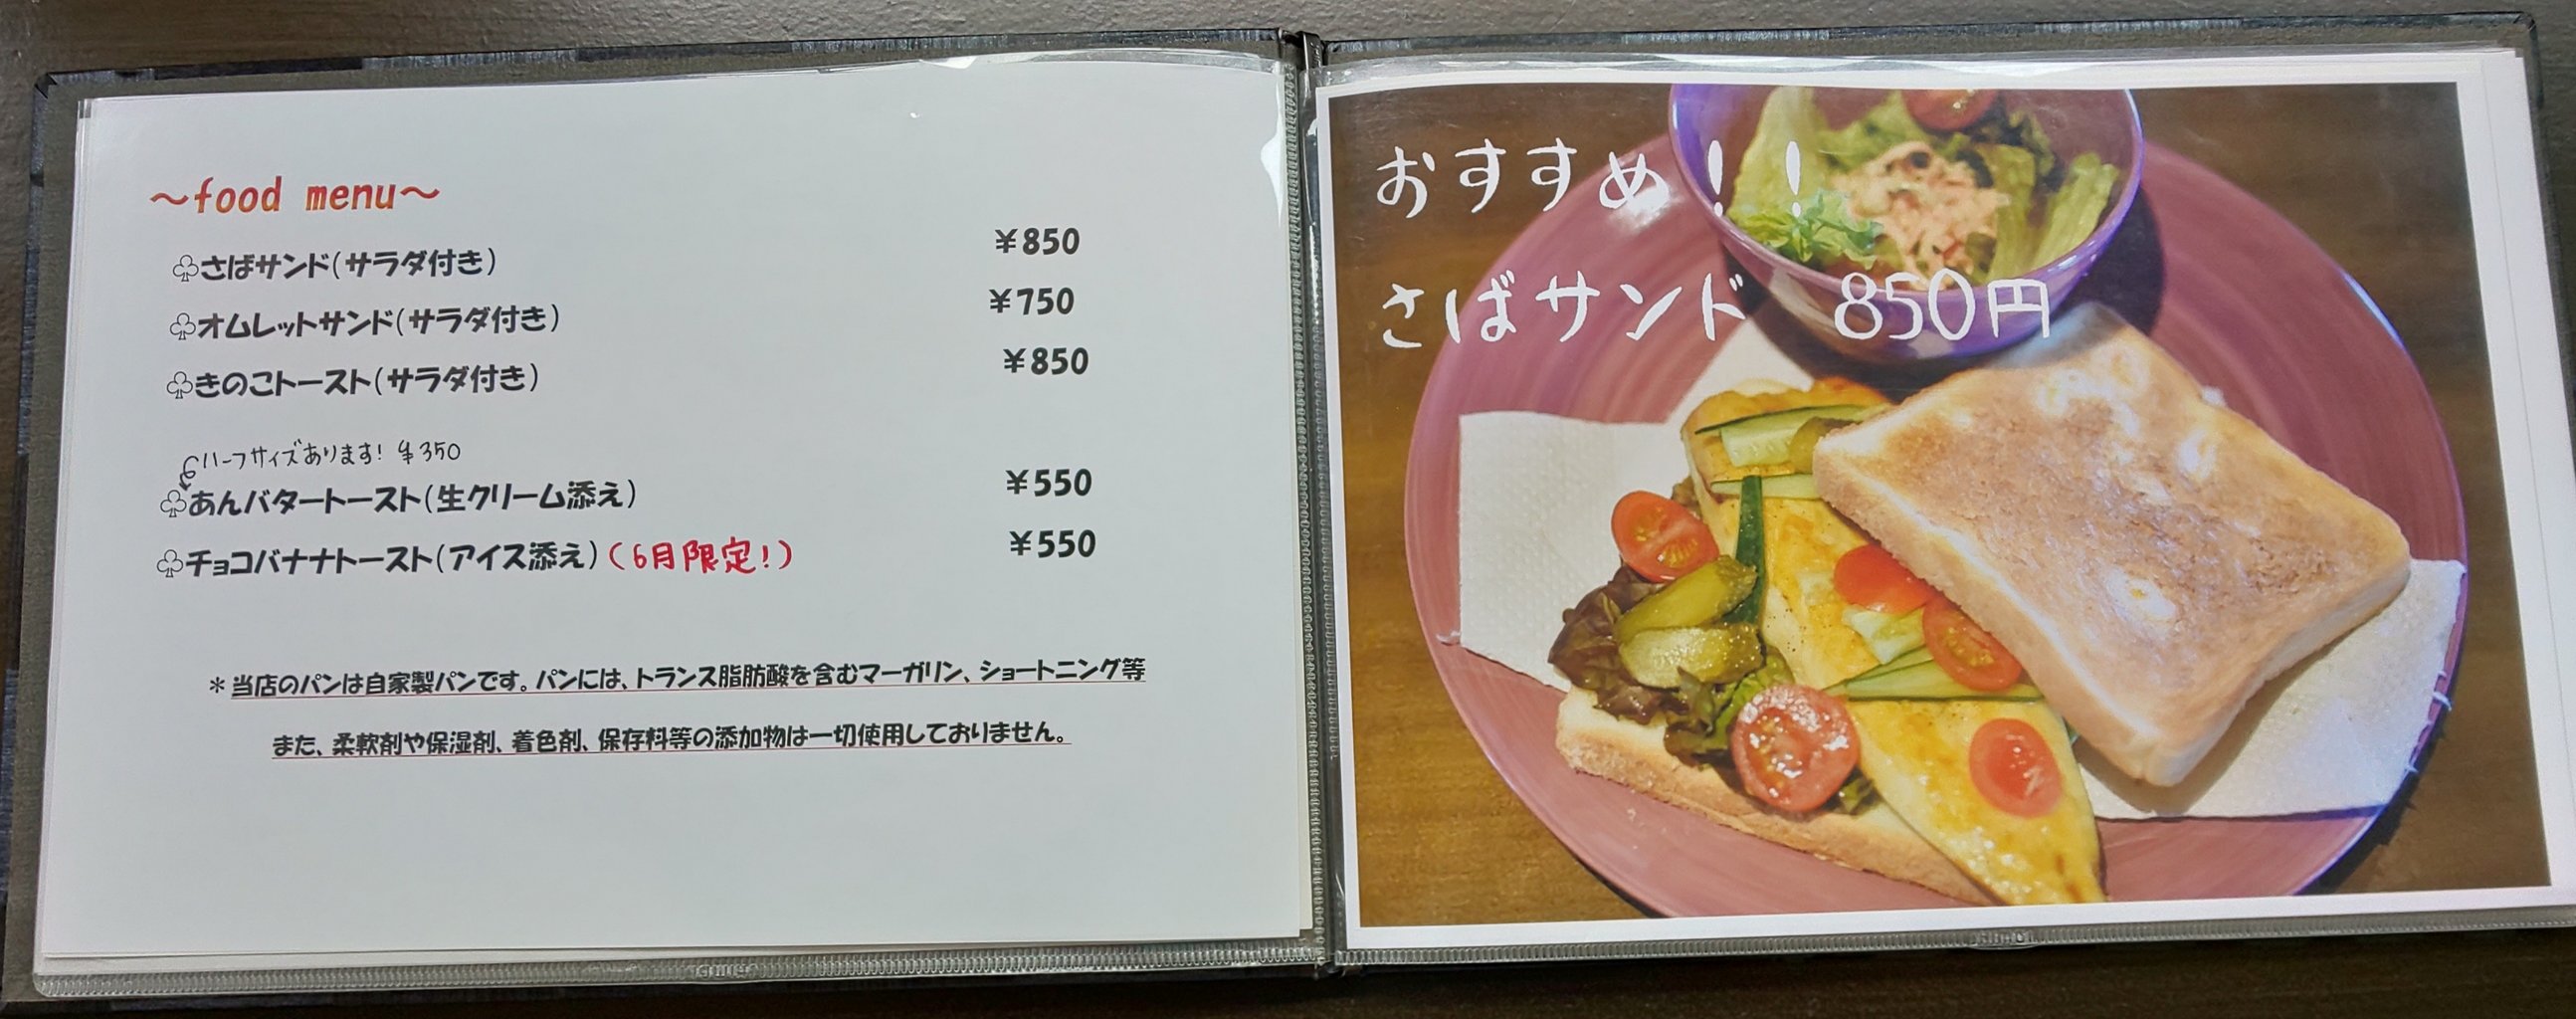 ～food menu～
♧さばサンド(サラダ付き) ¥850
♧オムレットサンド(サラダ付き) ¥750
♧きのこトースト(サラダ付き) ¥850
ハーフサイズあります! ¥350
♧あんバタートースト(生クリーム添え) ¥550
♧チョコバナナトースト(アイス添え)(6月限定!) ¥550
＊当店のパンは自家製パンです。パンには、トランス脂肪酸を含むマーガリン、ショートニング等
また、柔軟剤や保湿剤、着色剤、保存料等の添加物は一切使用しておりません。
おすすめ！！
さばサンド 850円